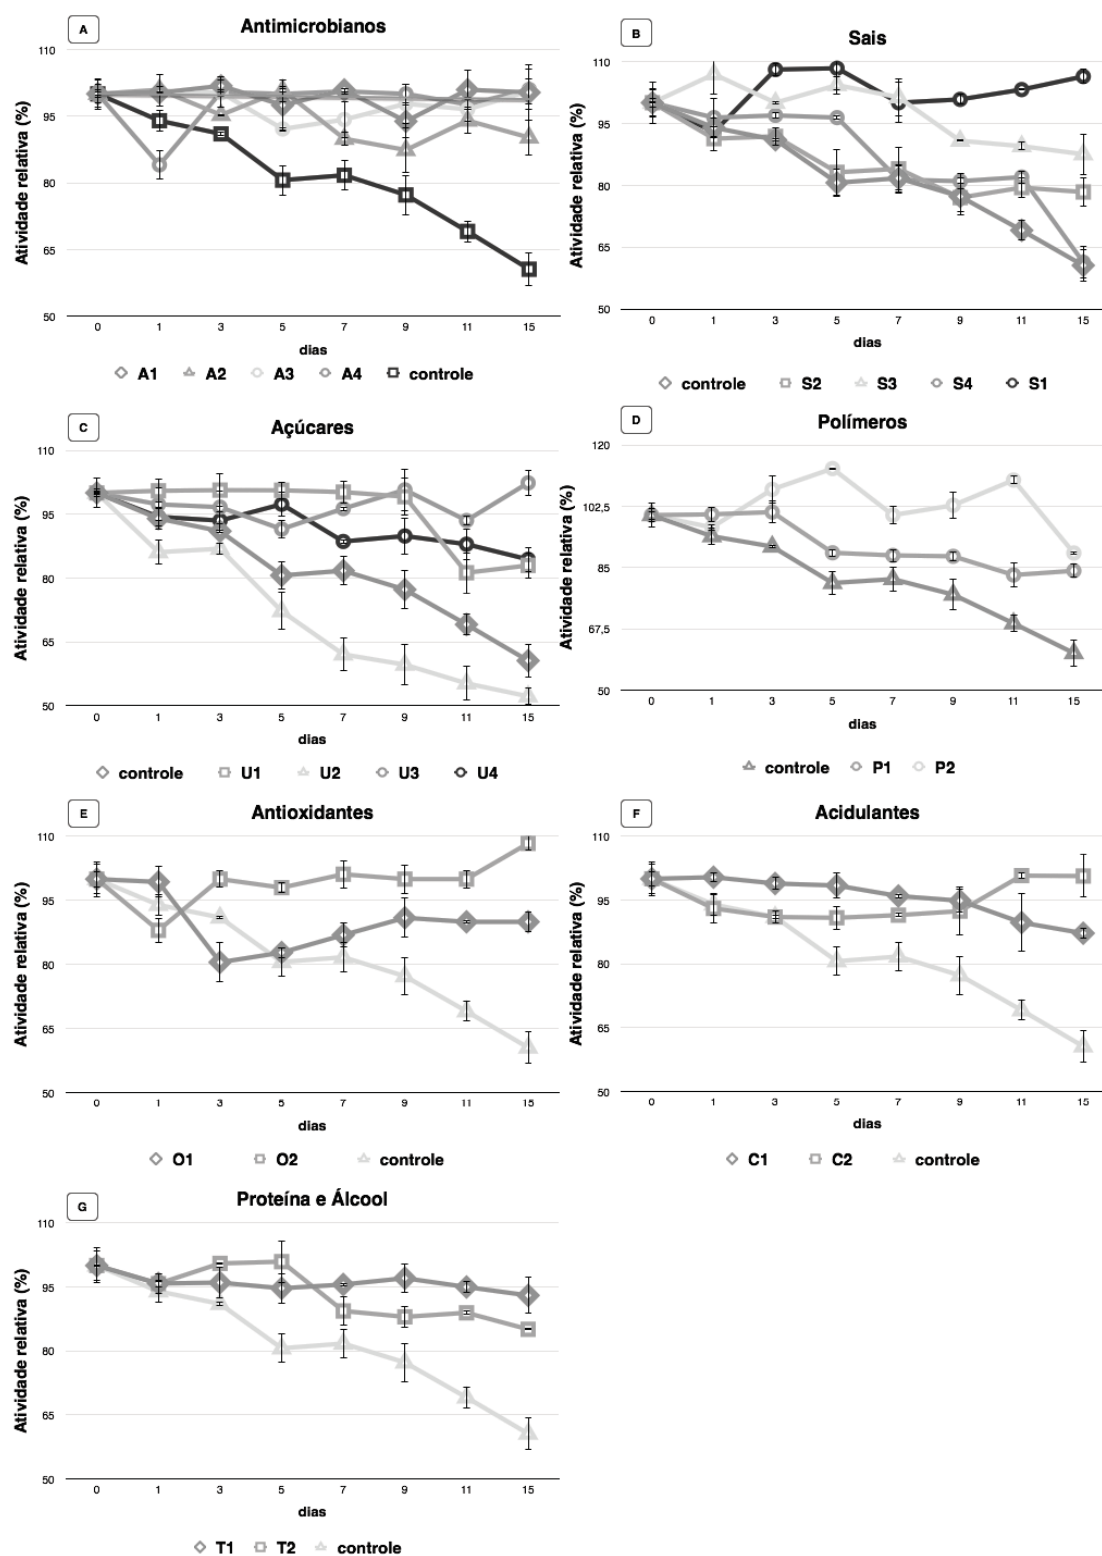 A
Antimicrobianos
Atividade relativa (%)
110
95
80
65
50
0 1 3 5 7 9 11 15
dias
A1 A2 A3 A4 controle
B
Sais
Atividade relativa (%)
110
95
80
65
50
0 1 3 5 7 9 11 15
dias
controle S2 S3 S4 S1
C
Açúcares
Atividade relativa (%)
110
95
80
65
50
0 1 3 5 7 9 11 15
dias
controle U1 U2 U3 U4
D
Polímeros
Atividade relativa (%)
120
102,5
85
67,5
50
0 1 3 5 7 9 11 15
dias
controle P1 P2
E
Antioxidantes
Atividade relativa (%)
110
95
80
65
50
0 1 3 5 7 9 11 15
dias
O1 O2 controle
F
Acidulantes
Atividade relativa (%)
110
95
80
65
50
0 1 3 5 7 9 11 15
dias
C1 C2 controle
G
Proteína e Álcool
Atividade relativa (%)
110
95
80
65
50
0 1 3 5 7 9 11 15
dias
T1 T2 controle